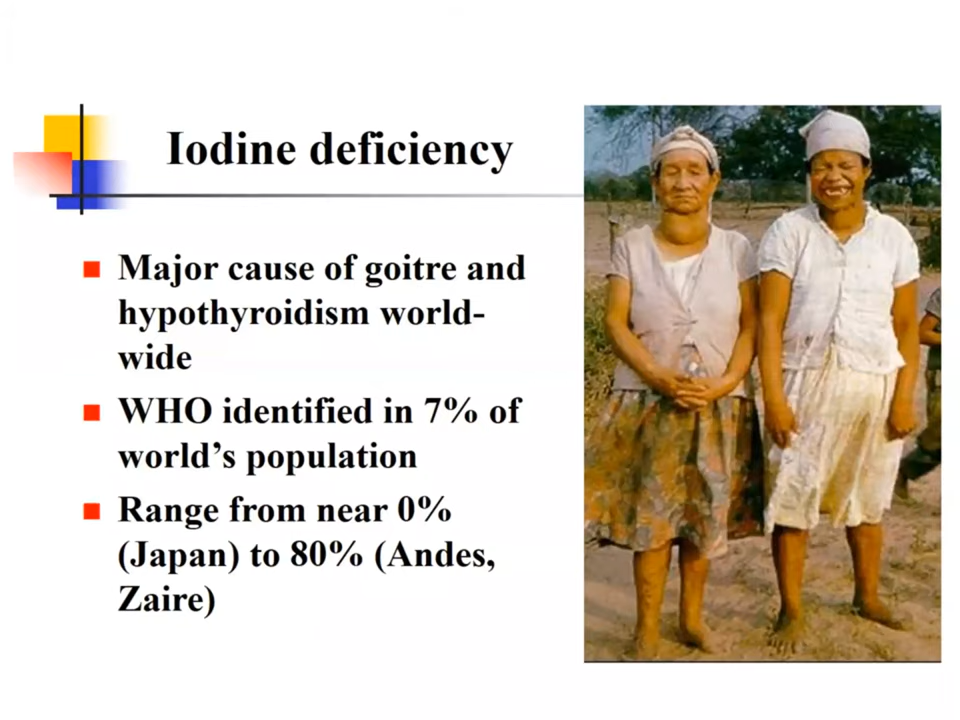 Iodine deficiency
Major cause of goitre and
hypothyroidism world-
wide
WHO identified in 7% of
world’s population
Range from near 0%
(Japan) to 80% (Andes,
Zaire)